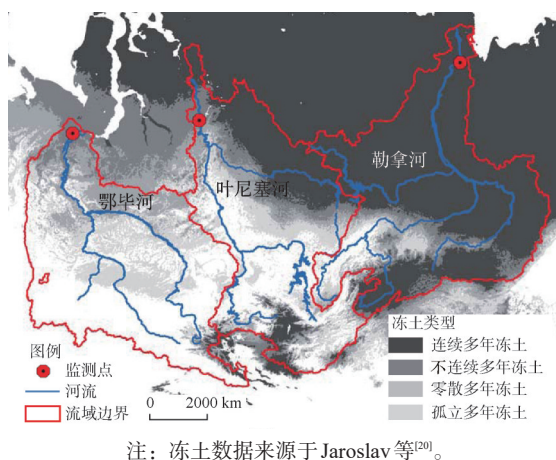 勒拿河
叶尼塞河
鄂毕河
图例
监测点
河流
流域边界
0 2000 km
冻土类型
连续多年冻土
不连续多年冻土
零散多年冻土
孤立多年冻土
注：冻土数据来源于Jaroslav等[20]。